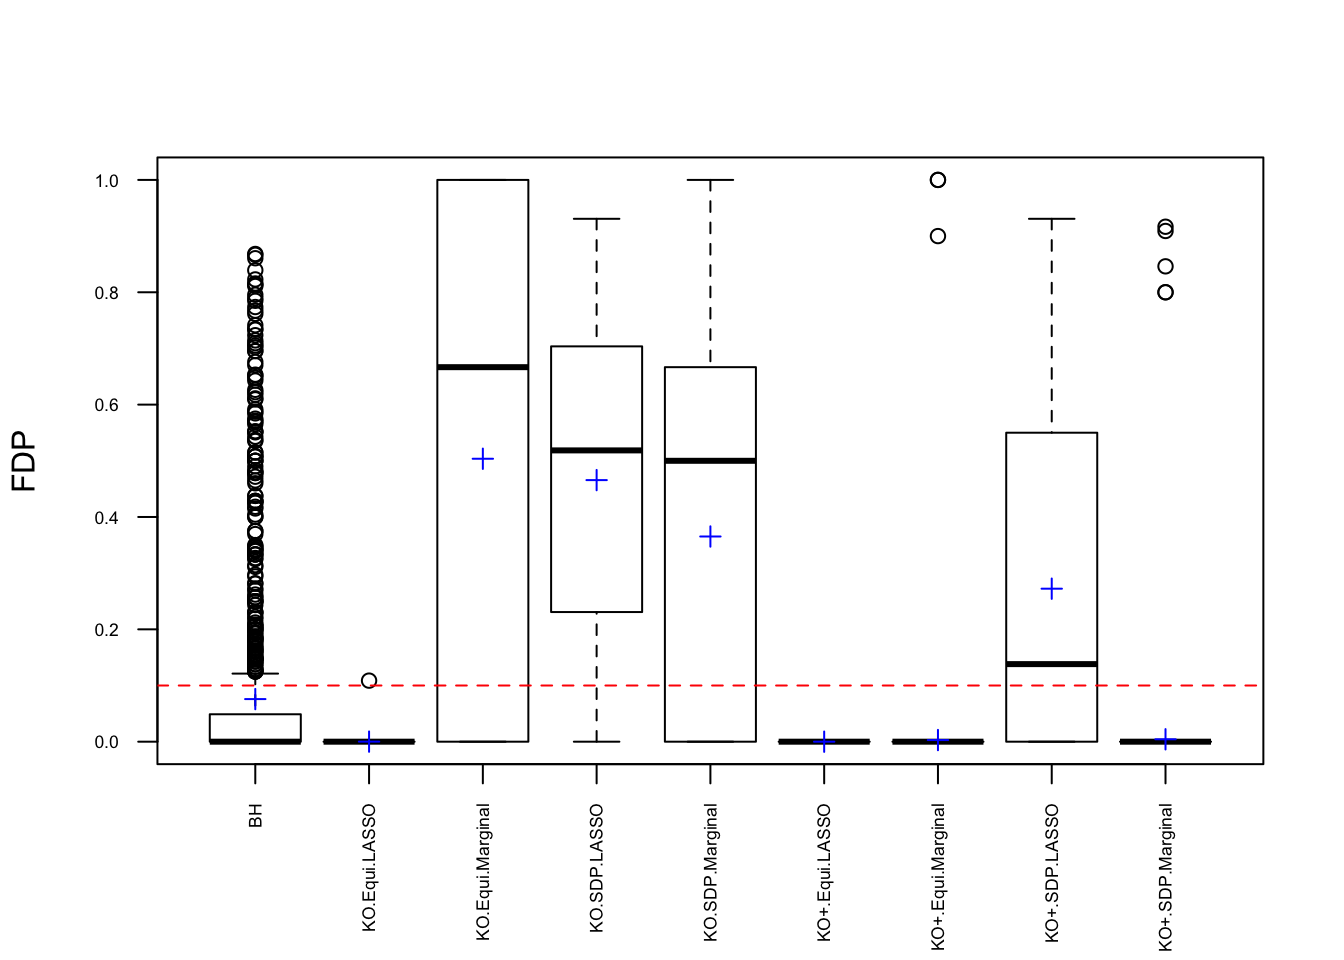 FDP
1.0
0.8
0.6
0.4
0.2
0.0
BH
KO.Equi.LASSO
KO.Equi.Marginal
KO.SDP.LASSO
KO.SDP.Marginal
KO+.Equi.LASSO
KO+.Equi.Marginal
KO+.SDP.LASSO
KO+.SDP.Marginal